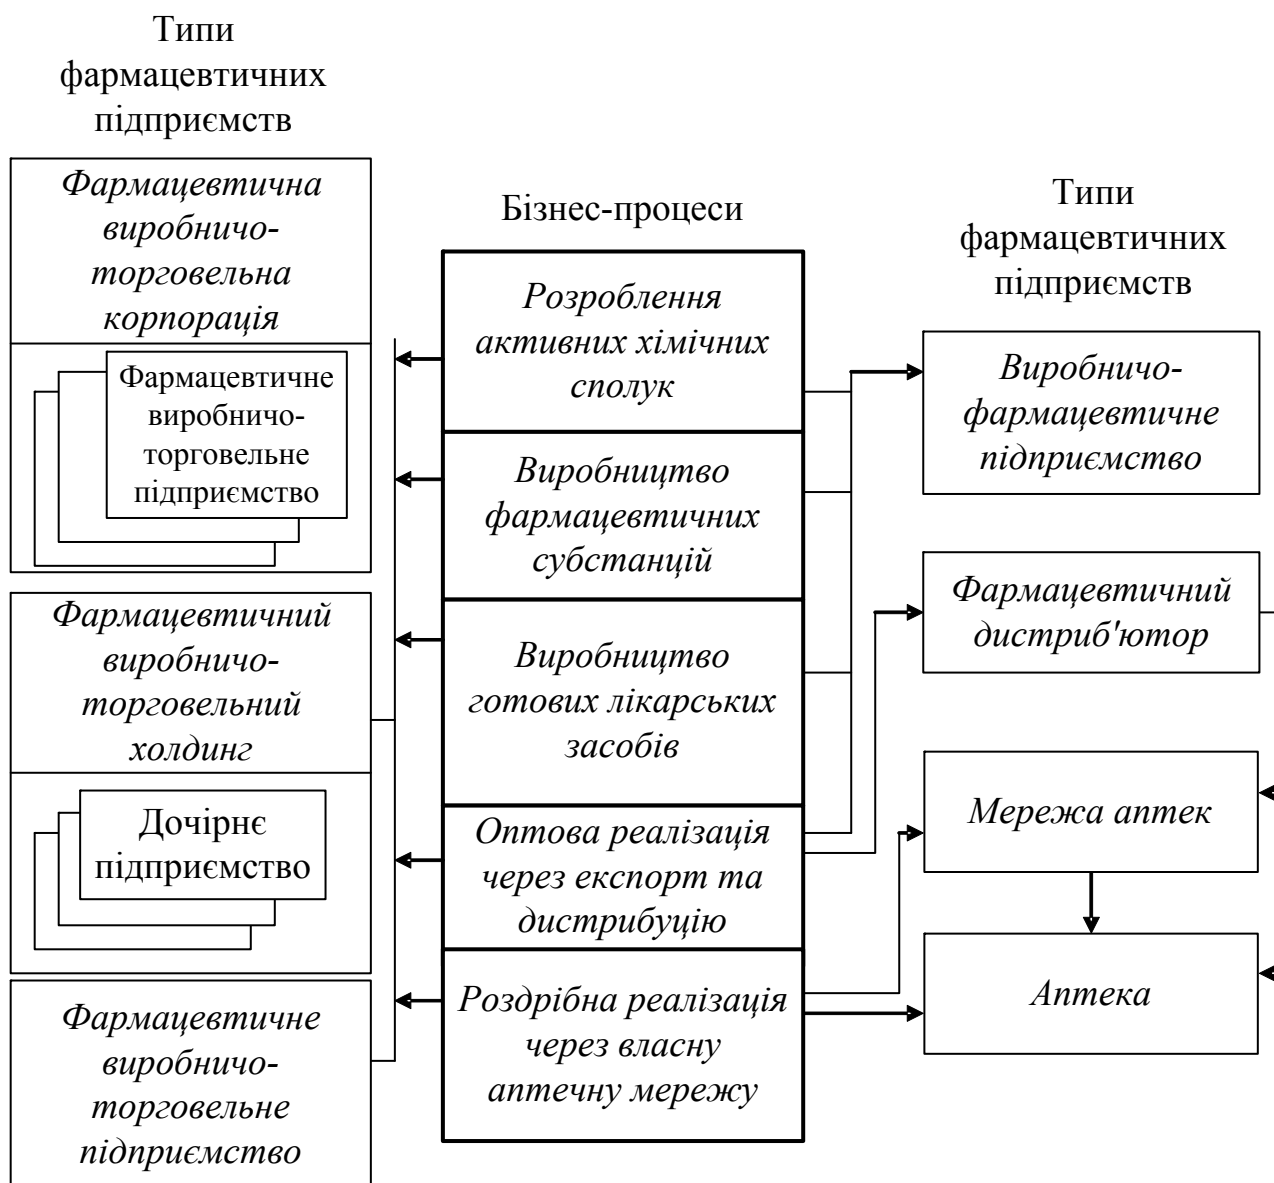 Типи
фармацевтичних
підприємств
Фармацевтична
виробничо-
торговельна
корпорація
Фармацевтичне
виробничо-
торговельне
підприємство
Фармацевтичний
виробничо-
торговельний
холдинг
Дочірнє
підприємство
Фармацевтичне
виробничо-
торговельне
підприємство
Бізнес-процеси
Розроблення
активних хімічних
сполук
Виробництво
фармацевтичних
субстанцій
Виробництво
готових лікарських
засобів
Оптова реалізація
через експорт та
дистрибуцію
Роздрібна реалізація
через власну
аптечну мережу
Типи
фармацевтичних
підприємств
Виробничо-
фармацевтичне
підприємство
Фармацевтичний
дистриб'ютор
Мережа аптек
Аптека